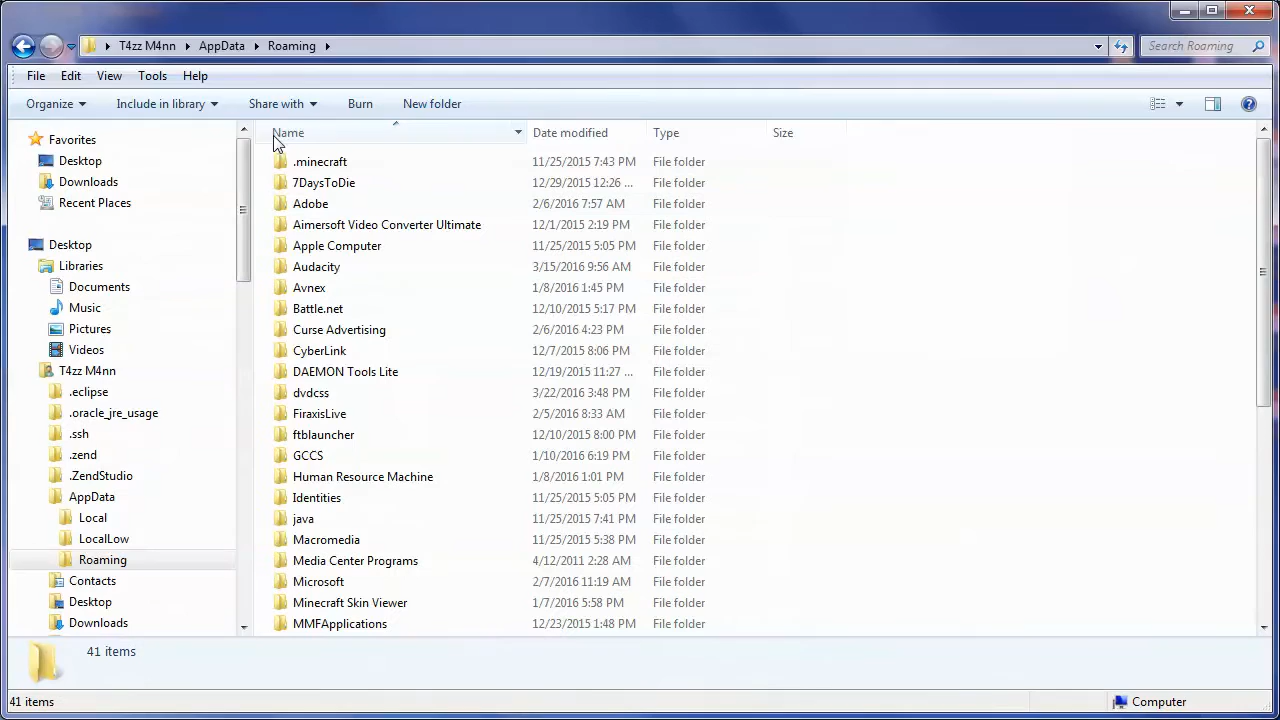 T4zz M4nn AppData Roaming Search Roaming
File Edit View Tools Help
Organize Include in library Share with Burn New folder
Favorites
Desktop
Downloads
Recent Places
Desktop
Libraries
Documents
Music
Pictures
Videos
T4zz M4nn
.eclipse
.oracle_jre_usage
.ssh
.zend
.ZendStudio
AppData
Local
LocalLow
Roaming
Contacts
Desktop
Downloads
Name Date modified Type Size
.minecraft 11/25/2015 7:43 PM File folder
7DaysToDie 12/29/2015 12:26 ... File folder
Adobe 2/6/2016 7:57 AM File folder
Aimersoft Video Converter Ultimate 12/1/2015 2:19 PM File folder
Apple Computer 11/25/2015 5:05 PM File folder
Audacity 3/15/2016 9:56 AM File folder
Avnex 1/8/2016 1:45 PM File folder
Battle.net 12/10/2015 5:17 PM File folder
Curse Advertising 2/6/2016 4:23 PM File folder
CyberLink 12/7/2015 8:06 PM File folder
DAEMON Tools Lite 12/19/2015 11:27 ... File folder
dvdcss 3/22/2016 3:48 PM File folder
FiraxisLive 2/5/2016 8:33 AM File folder
ftblauncher 12/10/2015 8:00 PM File folder
GCCS 1/10/2016 6:19 PM File folder
Human Resource Machine 1/8/2016 1:01 PM File folder
Identities 11/25/2015 5:05 PM File folder
java 11/25/2015 7:41 PM File folder
Macromedia 11/25/2015 5:38 PM File folder
Media Center Programs 4/12/2011 2:28 AM File folder
Microsoft 2/7/2016 11:19 AM File folder
Minecraft Skin Viewer 1/7/2016 5:58 PM File folder
MMFApplications 12/23/2015 1:48 PM File folder
41 items
41 items Computer